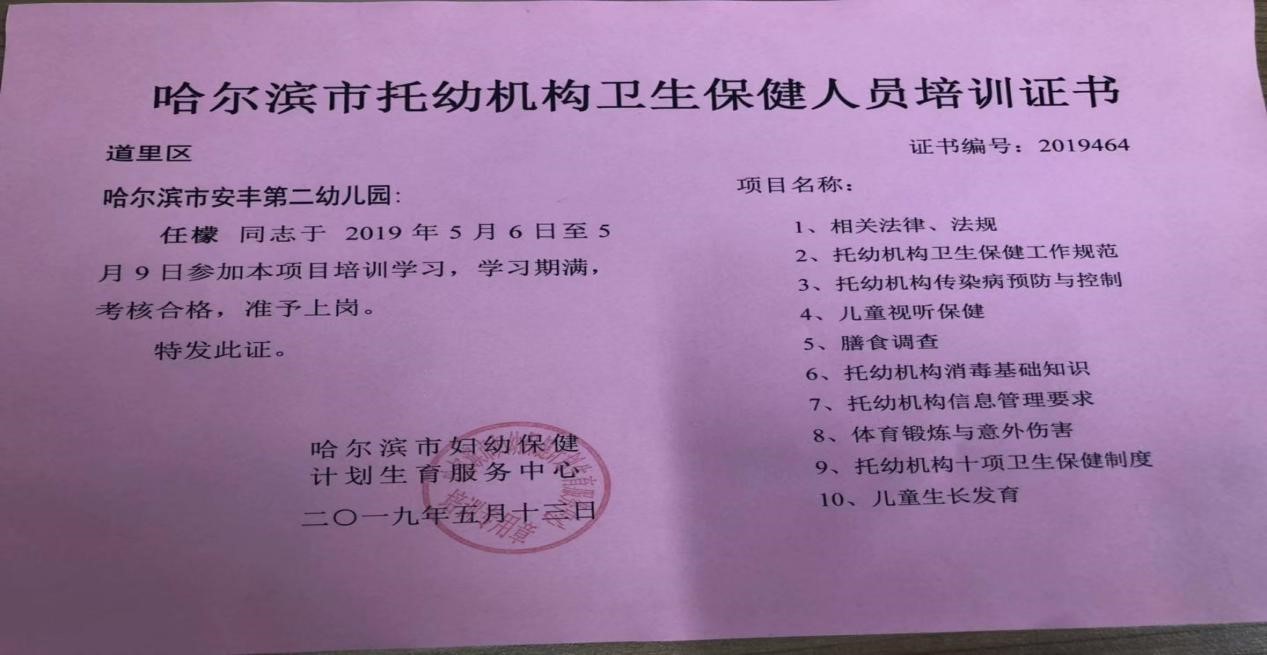 哈尔滨市托幼机构卫生保健人员培训证书
道里区
证书编号：2019464
哈尔滨市安丰第二幼儿园：
任檬 同志于 2019 年 5 月 6 日至 5
月 9 日参加本项目培训学习，学习期满，
考核合格，准予上岗。
特发此证。
哈尔滨市妇幼保健
计划生育服务中心
二〇一九年五月十三日
项目名称：
1、相关法律、法规
2、托幼机构卫生保健工作规范
3、托幼机构传染病预防与控制
4、儿童视听保健
5、膳食调查
6、托幼机构消毒基础知识
7、托幼机构信息管理要求
8、体育锻炼与意外伤害
9、托幼机构十项卫生保健制度
10、儿童生长发育